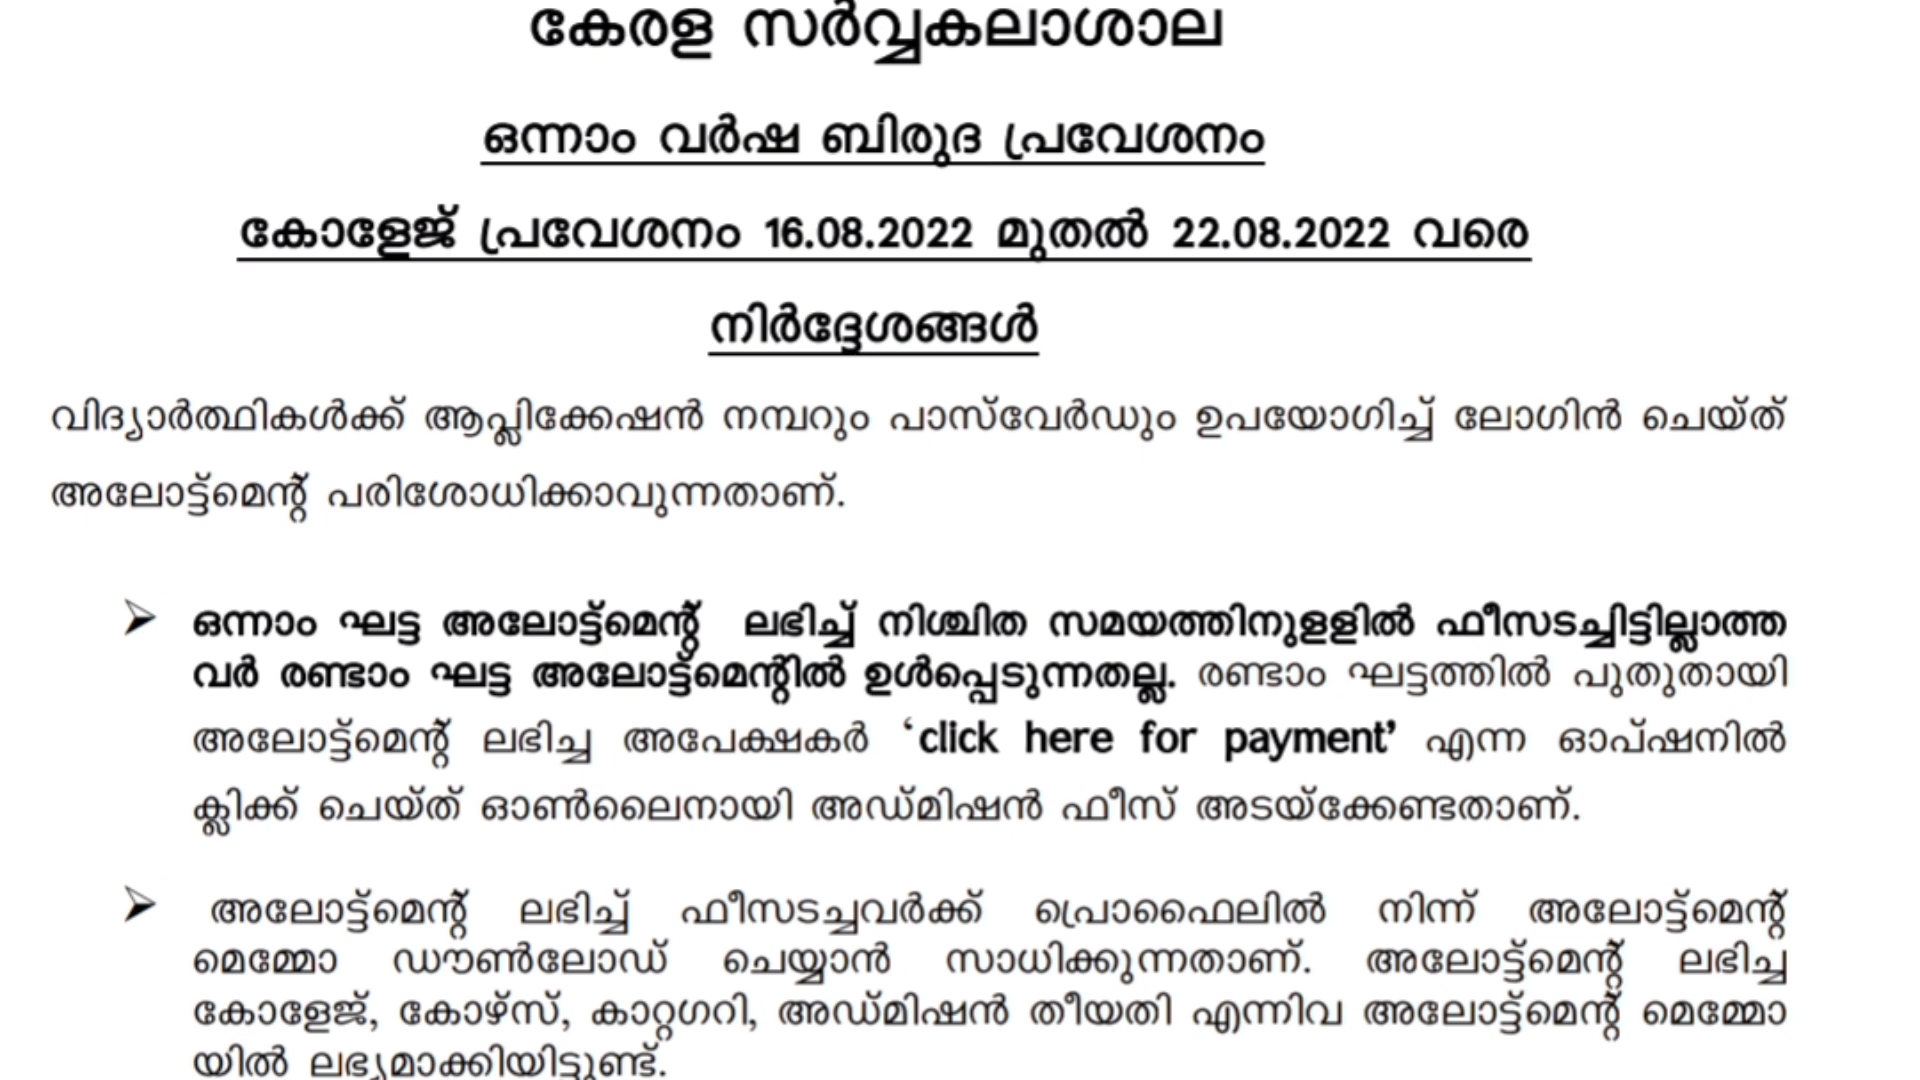 കേരള സർവ്വകലാശാല
ഒന്നാം വർഷ ബിരുദ പ്രവേശനം
കോളേജ് പ്രവേശനം 16.08.2022 മുതൽ 22.08.2022 വരെ
നിർദ്ദേശങ്ങൾ
വിദ്യാർത്ഥികൾക്ക് ആപ്ലിക്കേഷൻ നമ്പറും പാസ്‌വേർഡും ഉപയോഗിച്ച് ലോഗിൻ ചെയ്ത്
അലോട്ട്മെന്റ് പരിശോധിക്കാവുന്നതാണ്.
➢ ഒന്നാം ഘട്ട അലോട്ട്മെന്റ് ലഭിച്ച് നിശ്ചിത സമയത്തിനുളളിൽ ഫീസടച്ചിട്ടില്ലാത്ത
വർ രണ്ടാം ഘട്ട അലോട്ട്മെന്റിൽ ഉൾപ്പെടുന്നതല്ല. രണ്ടാം ഘട്ടത്തിൽ പുതുതായി
അലോട്ട്മെന്റ് ലഭിച്ച അപേക്ഷകർ ‘click here for payment’ എന്ന ഓപ്ഷനിൽ
ക്ലിക്ക് ചെയ്ത് ഓൺലൈനായി അഡ്മിഷൻ ഫീസ് അടയ്ക്കേണ്ടതാണ്.
➢ അലോട്ട്മെന്റ് ലഭിച്ച് ഫീസടച്ചവർക്ക് പ്രൊഫൈലിൽ നിന്ന് അലോട്ട്മെന്റ്
മെമ്മോ ഡൗൺലോഡ് ചെയ്യാൻ സാധിക്കുന്നതാണ്. അലോട്ട്മെന്റ് ലഭിച്ച
കോളേജ്, കോഴ്സ്, കാറ്റഗറി, അഡ്മിഷൻ തീയതി എന്നിവ അലോട്ട്മെന്റ് മെമ്മോ
യിൽ ലഭ്യമാക്കിയിട്ടുണ്ട്.